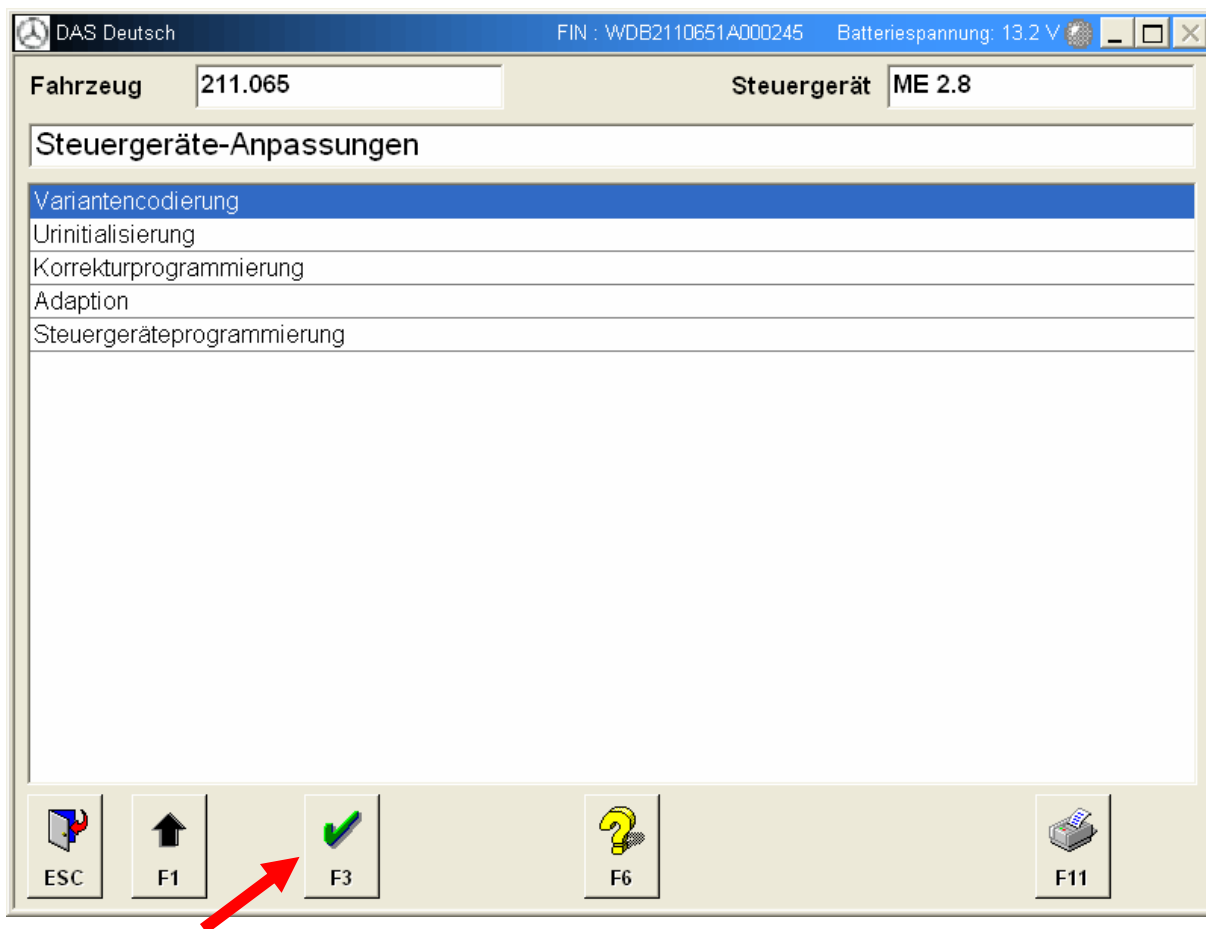 DAS Deutsch FIN : WDB2110651A000245 Batteriespannung: 13.2 V
Fahrzeug 211.065 Steuergerät ME 2.8
Steuergeräte-Anpassungen
Variantencodierung
Urinitialisierung
Korrekturprogrammierung
Adaption
Steuergeräteprogrammierung
ESC F1 F3 F6 F11